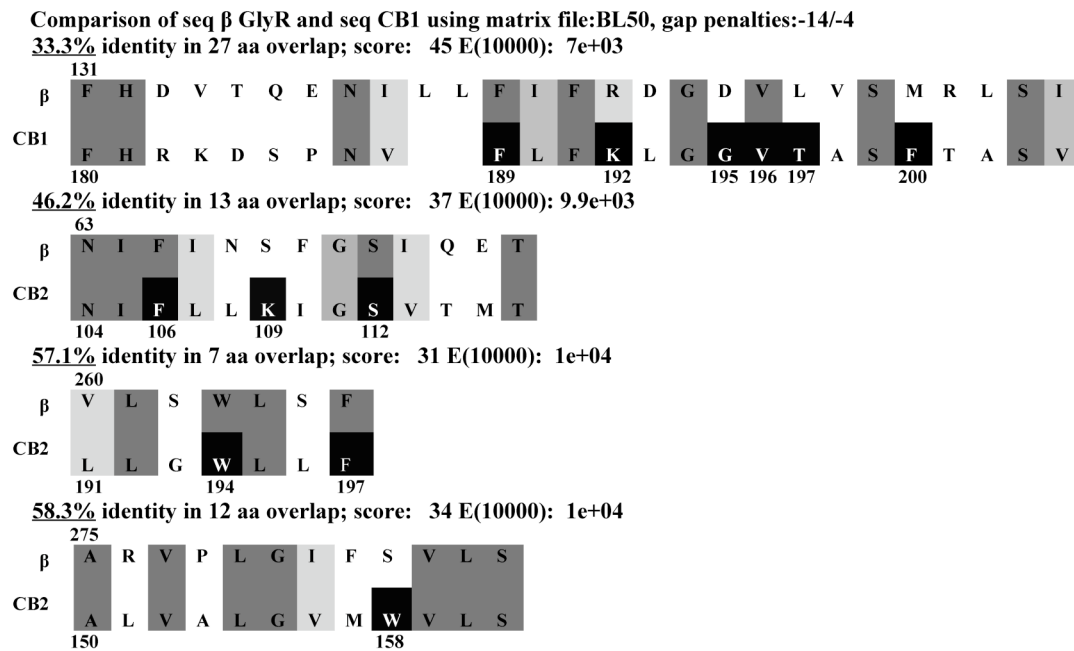 Comparison of seq β GlyR and seq CB1 using matrix file:BL50, gap penalties:-14/-4
33.3% identity in 27 aa overlap; score: 45 E(10000): 7e+03
131
β F H D V T Q E N I L L F I F R D G D V L V S M R L S I
CB1 F H R K D S P N V F L F K L G G V T A S F T A S V
180 189 192 195 196 197 200
46.2% identity in 13 aa overlap; score: 37 E(10000): 9.9e+03
63
β N I F I N S F G S I Q E T
CB2 N I F L L K I G S V T M T
104 106 109 112
57.1% identity in 7 aa overlap; score: 31 E(10000): 1e+04
260
β V L S W L S F
CB2 L L G W L L F
191 194 197
58.3% identity in 12 aa overlap; score: 34 E(10000): 1e+04
275
β A R V P L G I F S V L S
CB2 A L V A L G V M W V L S
150 158